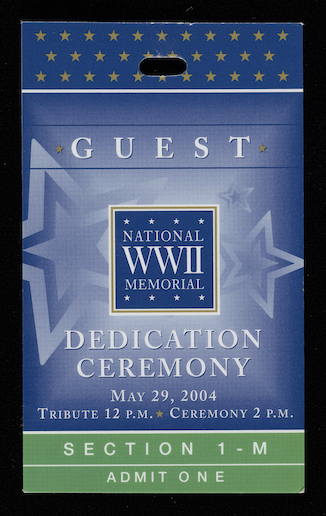 GUEST
NATIONAL
WWII
MEMORIAL
DEDICATION
CEREMONY
MAY 29, 2004
TRIBUTE 12 P.M. ★ CEREMONY 2 P.M.
SECTION 1-M
ADMIT ONE